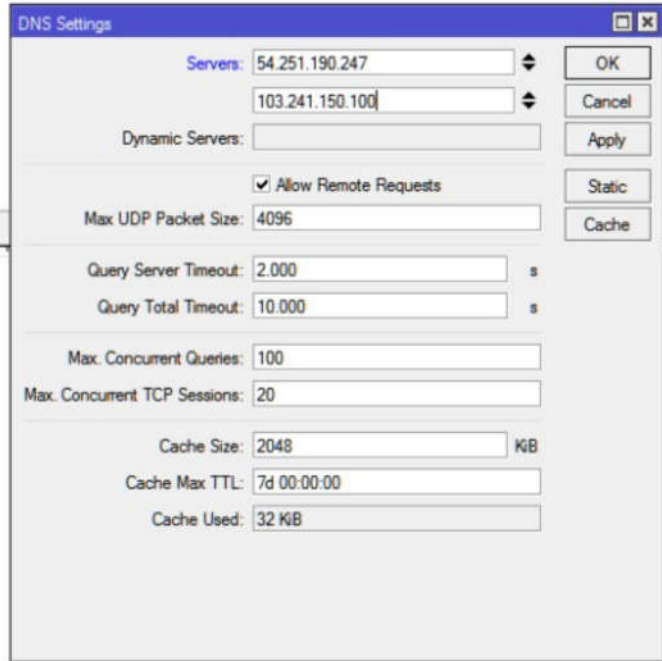 DNS Settings
Servers: 54.251.190.247
OK
103.241.150.100
Cancel
Dynamic Servers:
Apply
Allow Remote Requests
Static
Max UDP Packet Size: 4096
Cache
Query Server Timeout: 2.000 s
Query Total Timeout: 10.000 s
Max. Concurrent Queries: 100
Max. Concurrent TCP Sessions: 20
Cache Size: 2048 KiB
Cache Max TTL: 7d 00:00:00
Cache Used: 32 KiB